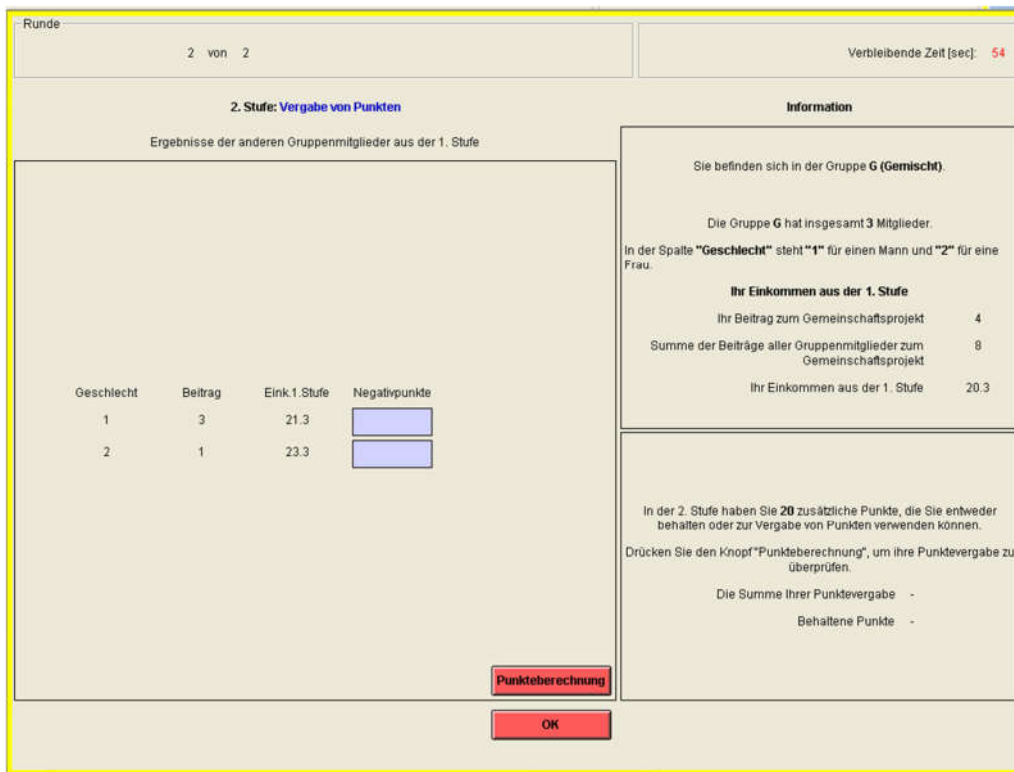 Runde
2 von 2
Verbleibende Zeit [sec]: 54
2. Stufe: Vergabe von Punkten
Ergebnisse der anderen Gruppenmitglieder aus der 1. Stufe
Geschlecht Beitrag Eink.1.Stufe Negativpunkte
1 3 21.3
2 1 23.3
Punkteberechnung
OK
Information
Sie befinden sich in der Gruppe G (Gemischt).
Die Gruppe G hat insgesamt 3 Mitglieder.
In der Spalte "Geschlecht" steht "1" für einen Mann und "2" für eine
Frau.
Ihr Einkommen aus der 1. Stufe
Ihr Beitrag zum Gemeinschaftsprojekt 4
Summe der Beiträge aller Gruppenmitglieder zum 8
Gemeinschaftsprojekt
Ihr Einkommen aus der 1. Stufe 20.3
In der 2. Stufe haben Sie 20 zusätzliche Punkte, die Sie entweder
behalten oder zur Vergabe von Punkten verwenden können.
Drücken Sie den Knopf "Punkteberechnung", um ihre Punktevergabe zu
überprüfen.
Die Summe Ihrer Punktevergabe -
Behaltene Punkte -